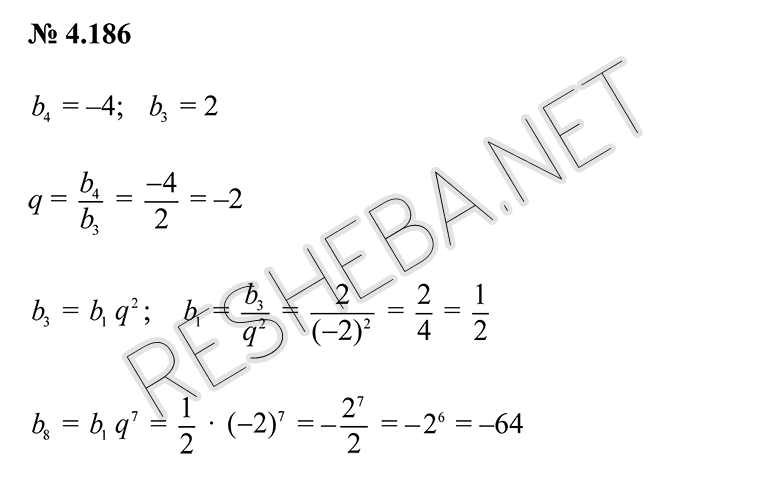 № 4.186
b₄ = –4; b₃ = 2
q = b₄/b₃ = –4/2 = –2
b₃ = b₁ q²; b₁ = b₃/q² = 2/(–2)² = 2/4 = 1/2
b₈ = b₁ q⁷ = 1/2 · (–2)⁷ = –2⁷/2 = –2⁶ = –64
RESHEBA.NET